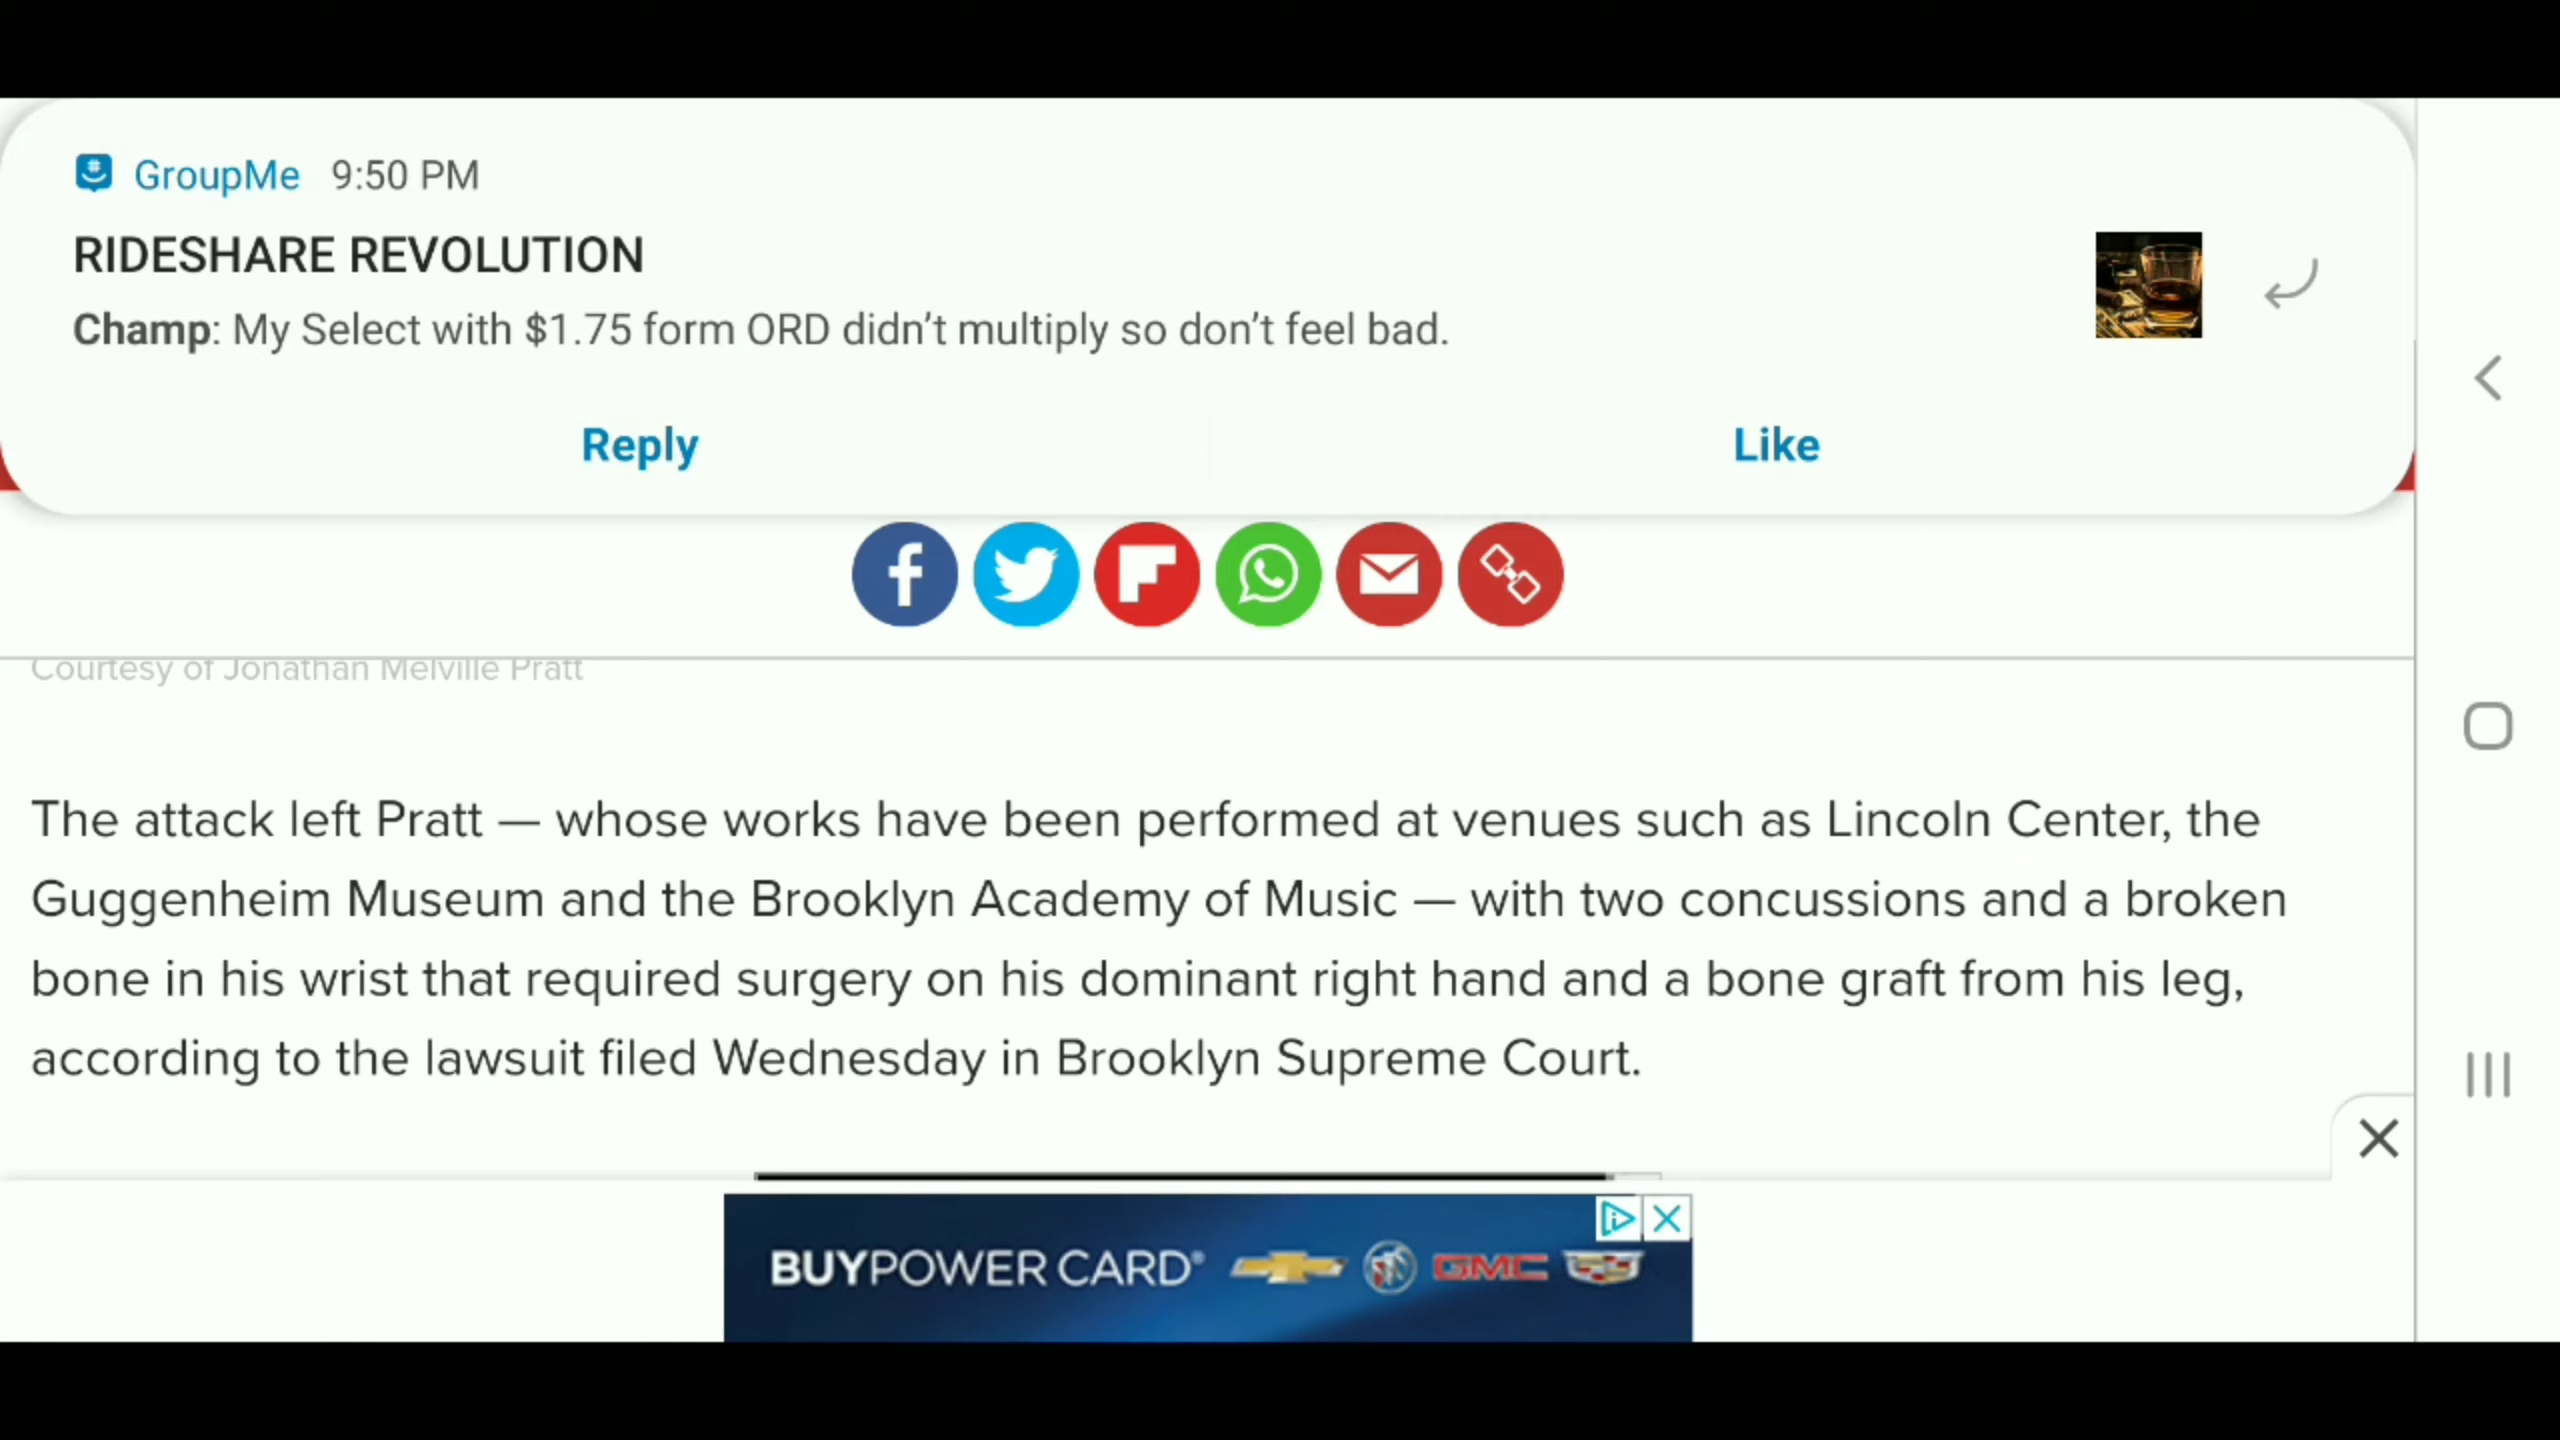 GroupMe 9:50 PM
RIDESHARE REVOLUTION
Champ: My Select with $1.75 form ORD didn't multiply so don't feel bad.
Reply Like
Courtesy of Jonathan Melville Pratt
The attack left Pratt — whose works have been performed at venues such as Lincoln Center, the
Guggenheim Museum and the Brooklyn Academy of Music — with two concussions and a broken
bone in his wrist that required surgery on his dominant right hand and a bone graft from his leg,
according to the lawsuit filed Wednesday in Brooklyn Supreme Court.
BUYPOWER CARD® GMC